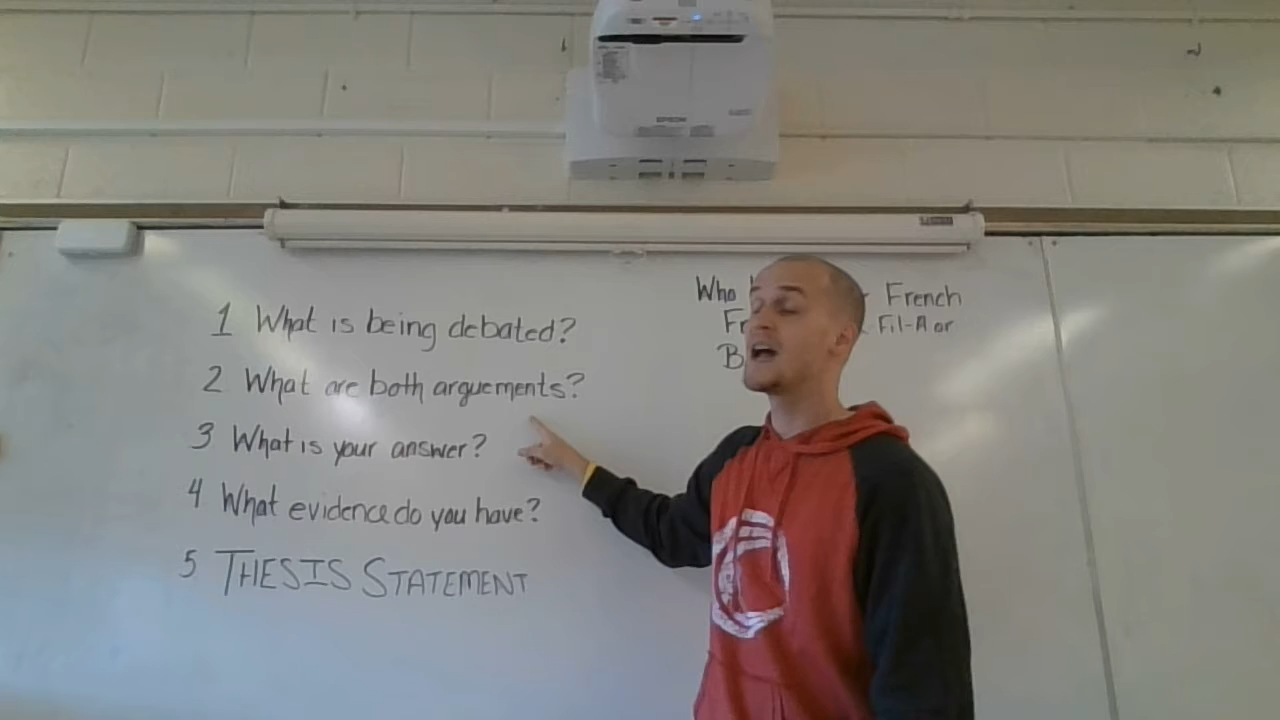 EPSON
1 What is being debated?
2 What are both arguements?
3 What is your answer?
4 What evidence do you have?
5 THESIS STATEMENT
Who French
Fil-A or